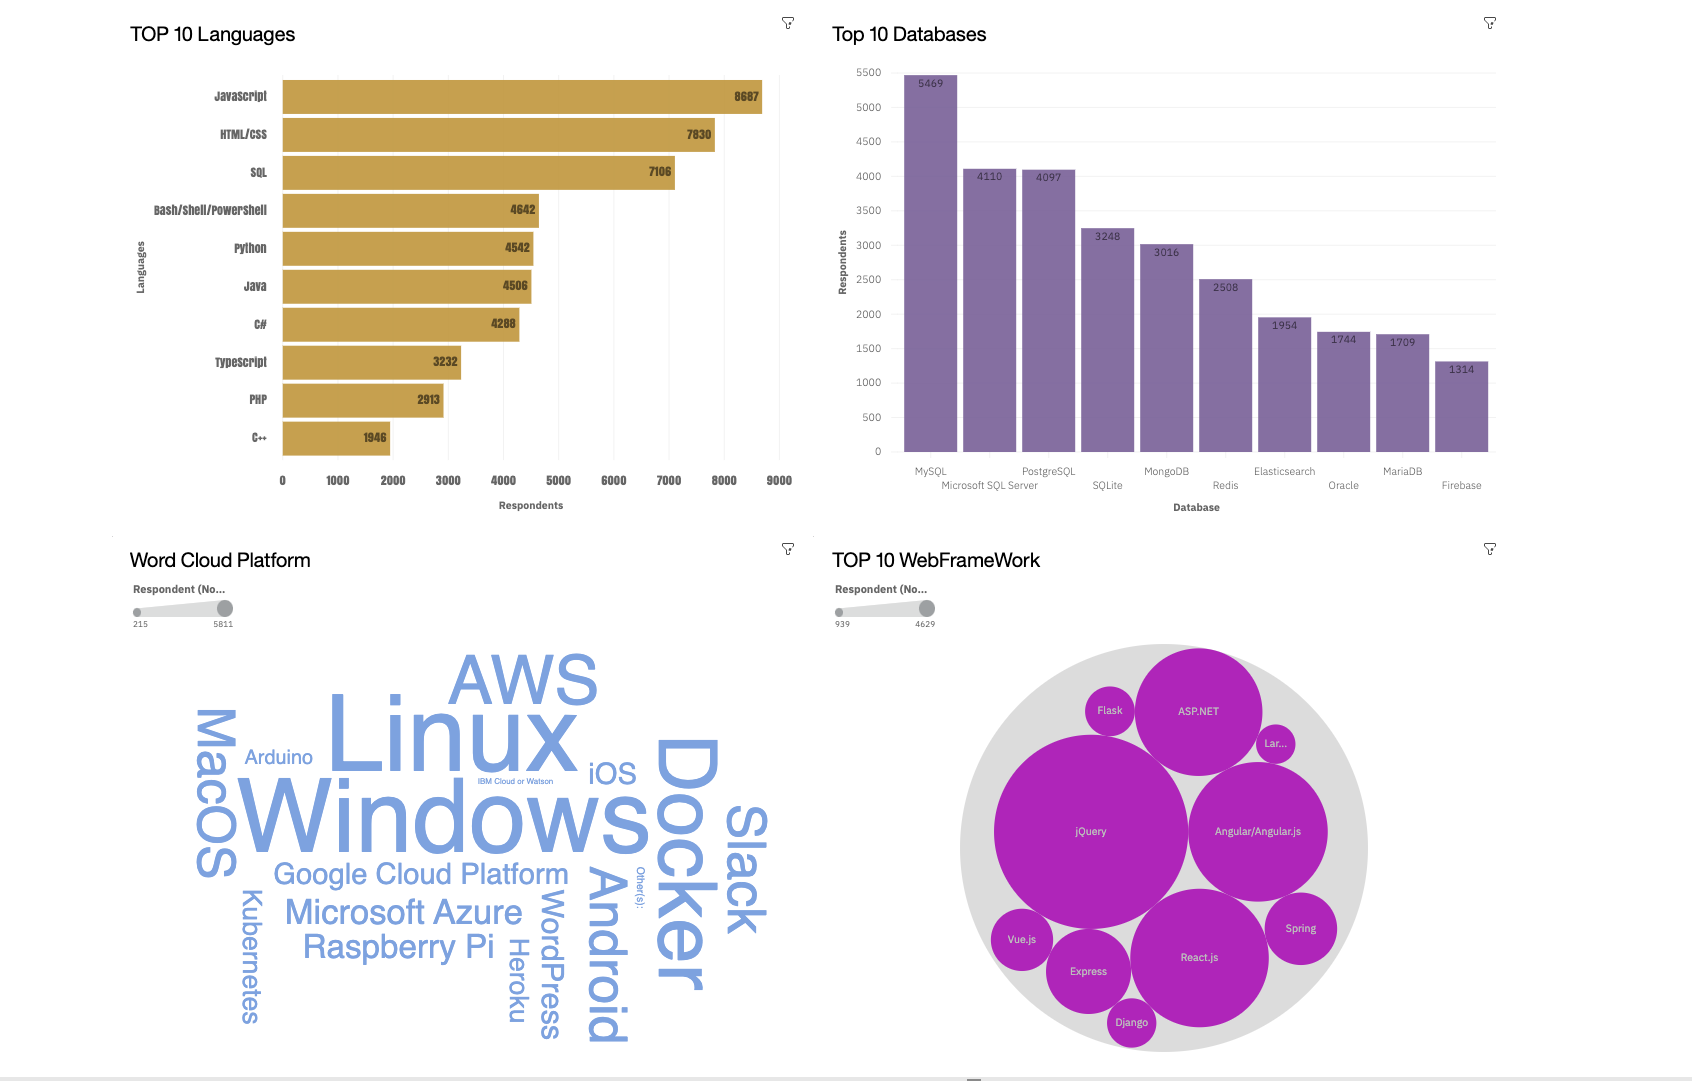 TOP 10 Languages
Languages
JavaScript
8687
HTML/CSS
7830
SQL
7106
Bash/Shell/PowerShell
4642
Python
4542
Java
4506
C#
4288
TypeScript
3232
PHP
2913
C++
1946
0 1000 2000 3000 4000 5000 6000 7000 8000 9000
Respondents
Top 10 Databases
Respondents
5500
5000
4500
4000
3500
3000
2500
2000
1500
1000
500
0
5469
4110
4097
3248
3016
2508
1954
1744
1709
1314
MySQL PostgreSQL MongoDB Elasticsearch MariaDB
Microsoft SQL Server SQLite Redis Oracle Firebase
Database
Word Cloud Platform
Respondent (No...
215 5811
AWS
Linux
MacOS
Arduino
IBM Cloud or Watson
iOS
Windows
Docker
Slack
Google Cloud Platform
Microsoft Azure
Raspberry Pi
Kubernetes
Heroku
WordPress
Android
Other(s):
TOP 10 WebFrameWork
Respondent (No...
939 4629
Flask
ASP.NET
Lar...
jQuery
Angular/Angular.js
Vue.js
Express
React.js
Spring
Django